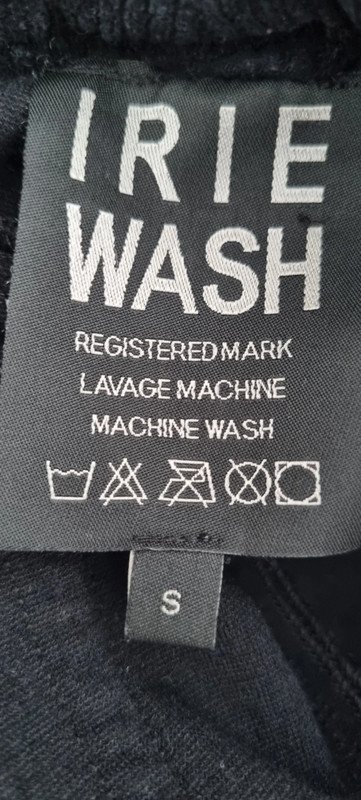 IRIE
WASH
REGISTERED MARK
LAVAGE MACHINE
MACHINE WASH
S